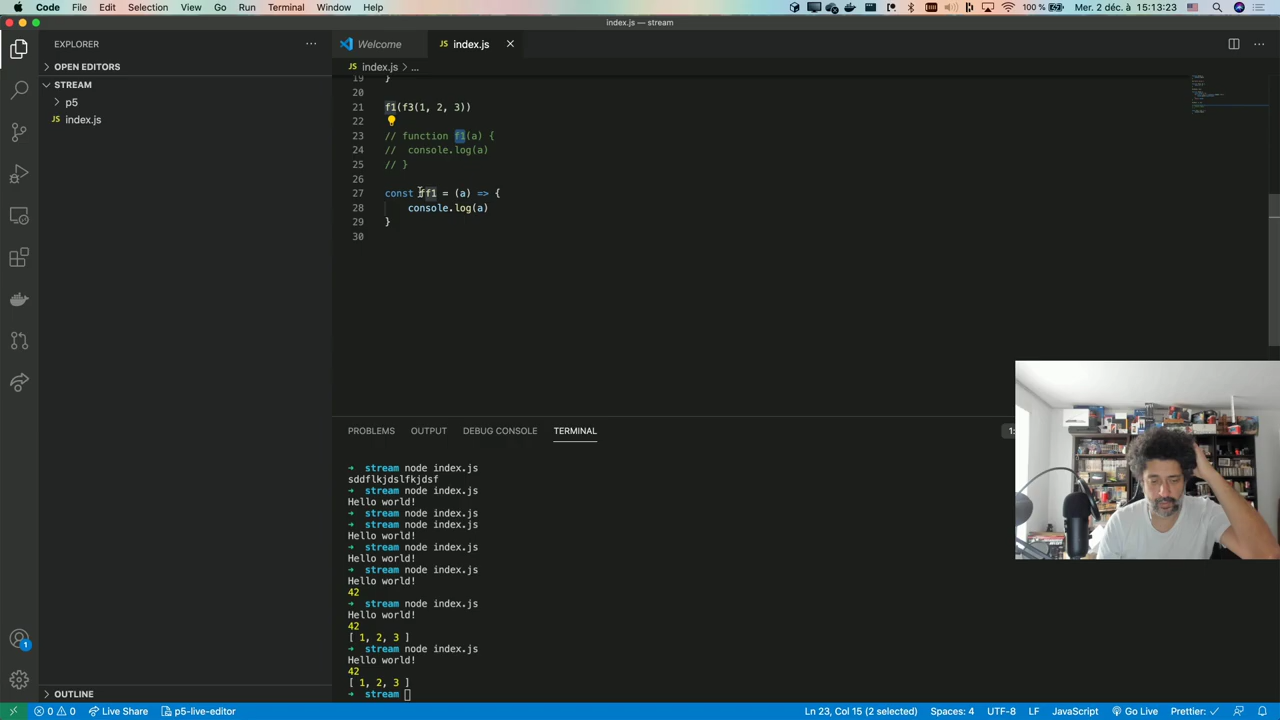 Code File Edit Selection View Go Run Terminal Window Help 100 % Mer. 2 déc. à 15:13:23
index.js — stream
EXPLORER
Welcome
index.js
OPEN EDITORS
STREAM
p5
index.js
index.js > ...
19 }
20
21 f1(f3(1, 2, 3))
22
23 // function f1(a) {
24 //  console.log(a)
25 // }
26
27 const ff1 = (a) => {
28     console.log(a)
29 }
30
PROBLEMS OUTPUT DEBUG CONSOLE TERMINAL 1:
➜ stream node index.js
sddflkjdslfkjdsf
➜ stream node index.js
Hello world!
➜ stream node index.js
➜ stream node index.js
Hello world!
➜ stream node index.js
Hello world!
➜ stream node index.js
Hello world!
42
➜ stream node index.js
Hello world!
42
[ 1, 2, 3 ]
➜ stream node index.js
Hello world!
42
[ 1, 2, 3 ]
➜ stream
1
OUTLINE
0 0 Live Share p5-live-editor Ln 23, Col 15 (2 selected) Spaces: 4 UTF-8 LF JavaScript Go Live Prettier: ✓